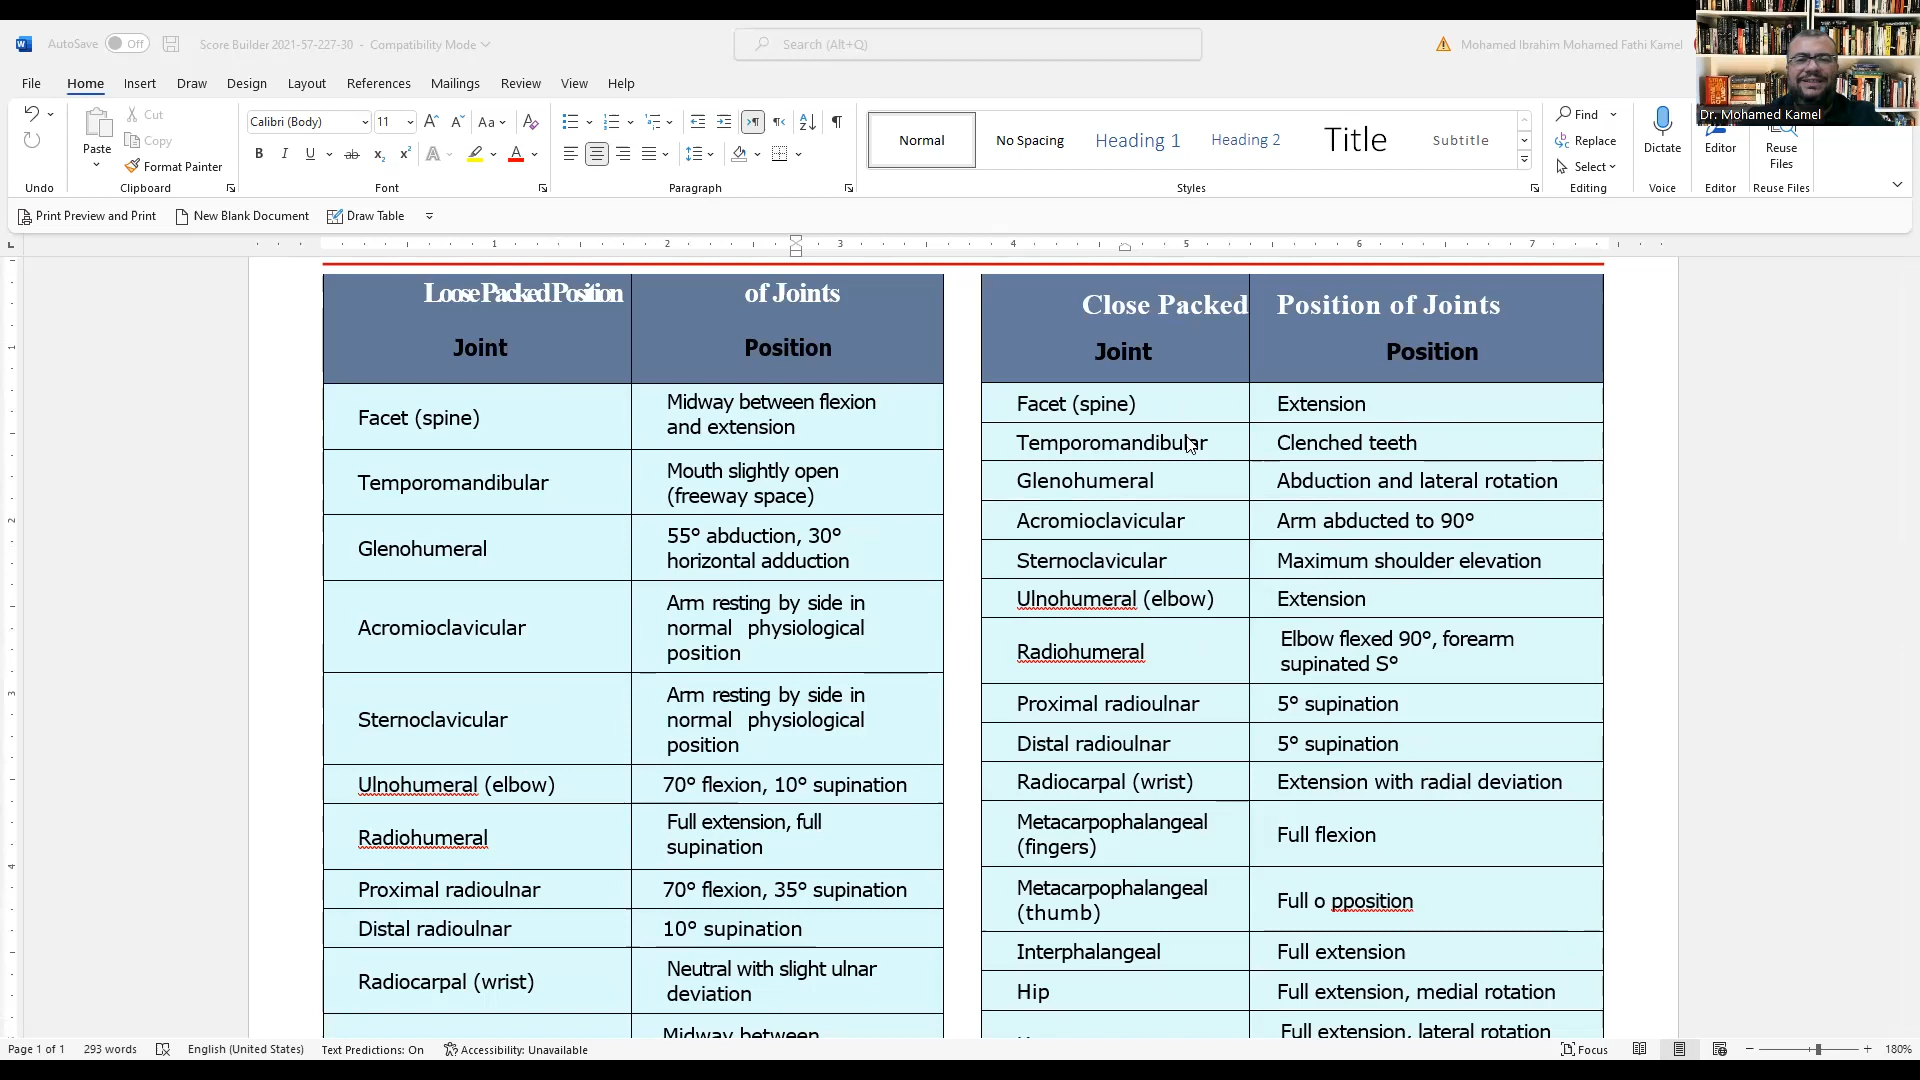 AutoSave Off Score Builder 2021-57-227-30 - Compatibility Mode Search (Alt+Q) Mohamed Ibrahim Mohamed Fathi Kamel
Dr. Mohamed Kamel
File Home Insert Draw Design Layout References Mailings Review View Help
Undo
Paste
Cut
Copy
Format Painter
Clipboard
Calibri (Body) 11
Font
Paragraph
Normal No Spacing Heading 1 Heading 2 Title Subtitle
Styles
Find
Replace
Select
Editing
Dictate
Voice
Editor
Editor
Reuse
Files
Reuse Files
Print Preview and Print New Blank Document Draw Table
1 2 3 4 5 6 7
Loose Packed Position of Joints
Joint Position
Facet (spine) Midway between flexion
and extension
Temporomandibular Mouth slightly open
(freeway space)
Glenohumeral 55° abduction, 30°
horizontal adduction
Acromioclavicular Arm resting by side in
normal physiological
position
Sternoclavicular Arm resting by side in
normal physiological
position
Ulnohumeral (elbow) 70° flexion, 10° supination
Radiohumeral Full extension, full
supination
Proximal radioulnar 70° flexion, 35° supination
Distal radioulnar 10° supination
Radiocarpal (wrist) Neutral with slight ulnar
deviation
Midway between
Close Packed Position of Joints
Joint Position
Facet (spine) Extension
Temporomandibular Clenched teeth
Glenohumeral Abduction and lateral rotation
Acromioclavicular Arm abducted to 90°
Sternoclavicular Maximum shoulder elevation
Ulnohumeral (elbow) Extension
Radiohumeral Elbow flexed 90°, forearm
supinated S°
Proximal radioulnar 5° supination
Distal radioulnar 5° supination
Radiocarpal (wrist) Extension with radial deviation
Metacarpophalangeal
(fingers) Full flexion
Metacarpophalangeal
(thumb) Full o pposition
Interphalangeal Full extension
Hip Full extension, medial rotation
Full extension, lateral rotation
Page 1 of 1 293 words English (United States) Text Predictions: On Accessibility: Unavailable Focus 180%